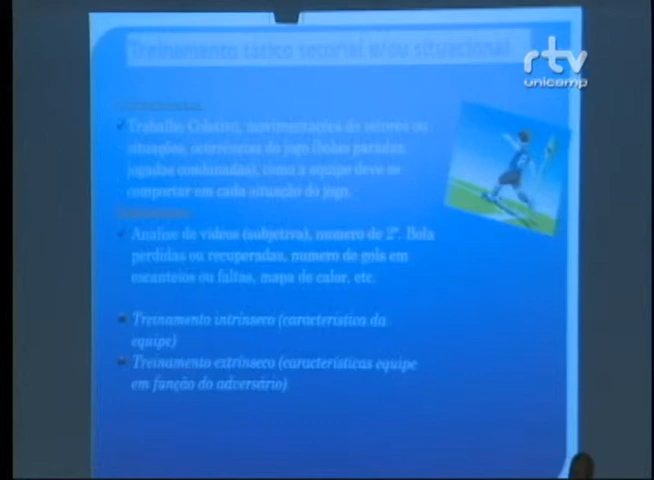 Treinamento tático setorial e/ou situacional
rtv
unicamp
Trabalho Coletivo, movimentações de setores ou
situações, ocorrências do jogo (bolas paradas,
jogadas combinadas), como a equipe deve se
comportar em cada situação do jogo.
Analise de vídeos (subjetiva), numero de 2ª. Bola
perdidas ou recuperadas, numero de gols em
escanteios ou faltas, mapa de calor, etc.
Treinamento intrínseco (característica da
equipe)
Treinamento extrínseco (características equipe
em função do adversário)